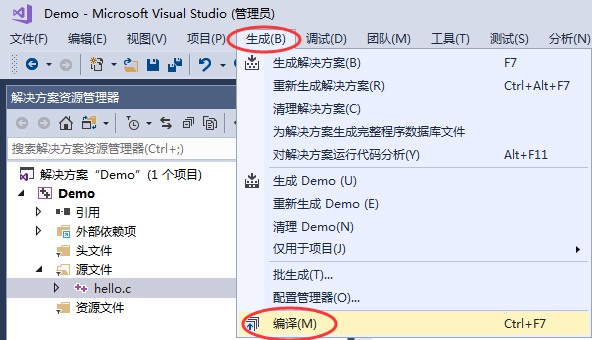 Demo - Microsoft Visual Studio (管理员)
文件(F) 编辑(E) 视图(V) 项目(P) 生成(B) 调试(D) 团队(M) 工具(T) 测试(S) 分析(N)
生成解决方案(B) F7
重新生成解决方案(R) Ctrl+Alt+F7
清理解决方案(C)
为解决方案生成完整程序数据库文件
对解决方案运行代码分析(Y) Alt+F11
生成 Demo (U)
重新生成 Demo (E)
清理 Demo(N)
仅用于项目(J)
批生成(T)...
配置管理器(O)...
编译(M) Ctrl+F7
解决方案资源管理器
搜索解决方案资源管理器(Ctrl+;)
解决方案“Demo”(1 个项目)
Demo
引用
外部依赖项
头文件
源文件
hello.c
资源文件